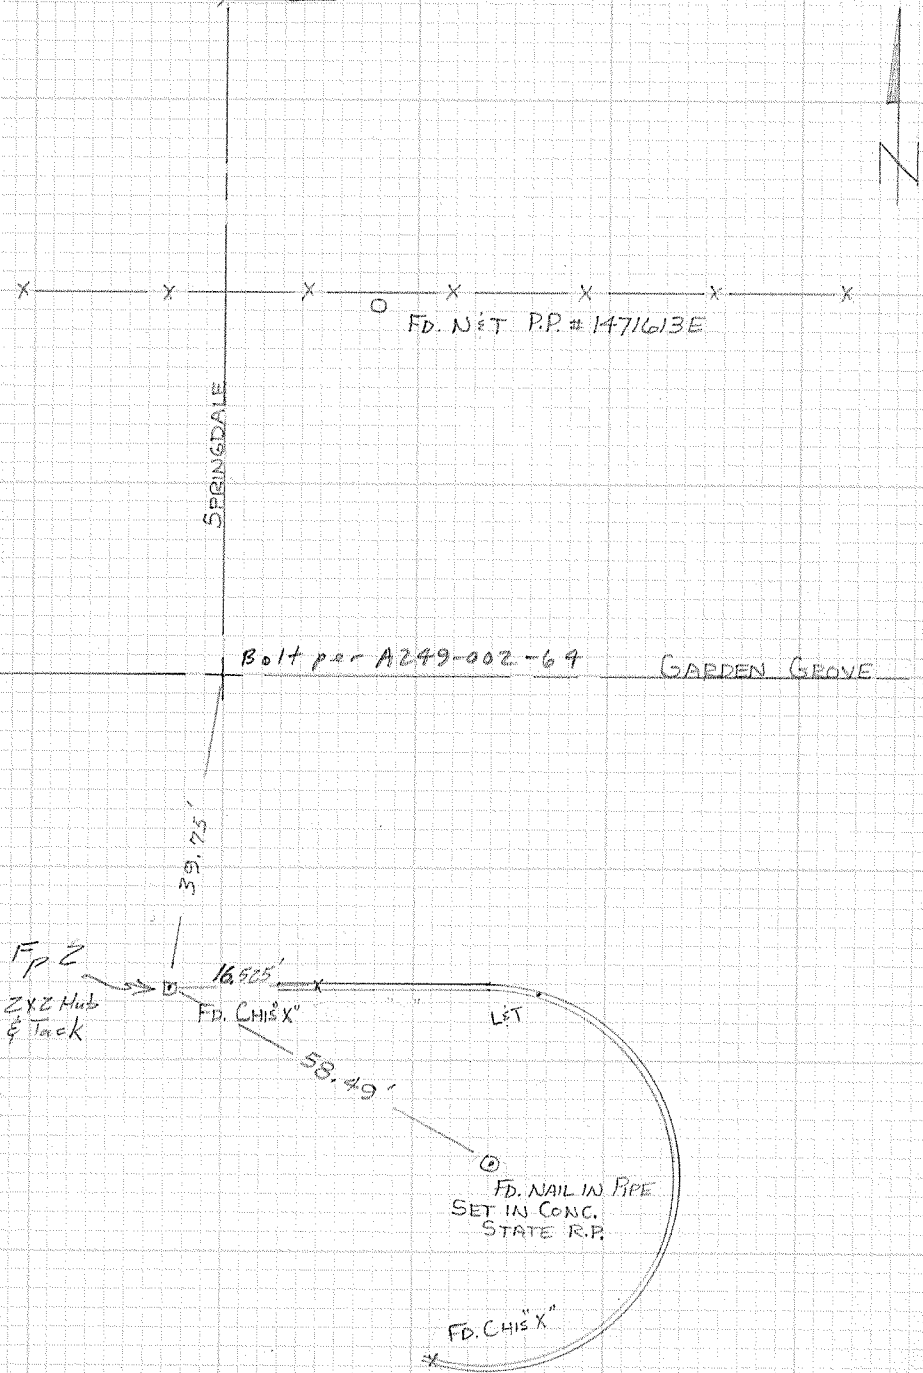 N
X X X X X X X
FD. N&T P.P. # 1471613E
SPRINGDALE
Bolt per A249-002-64
GARDEN GROVE
39.75'
Fp 2
2x2 Hub
& Tack
16.525'
FD. CHIS "X"
L&T
58.49'
FD. NAIL IN PIPE
SET IN CONC.
STATE R.P.
FD. CHIS "X"
X